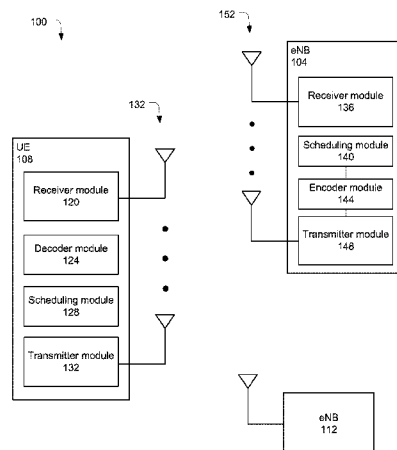 100
152
132
eNB
104
Receiver module
136
Scheduling module
140
Encoder module
144
Transmitter module
148
UE
108
Receiver module
120
Decoder module
124
Scheduling module
128
Transmitter module
132
eNB
112